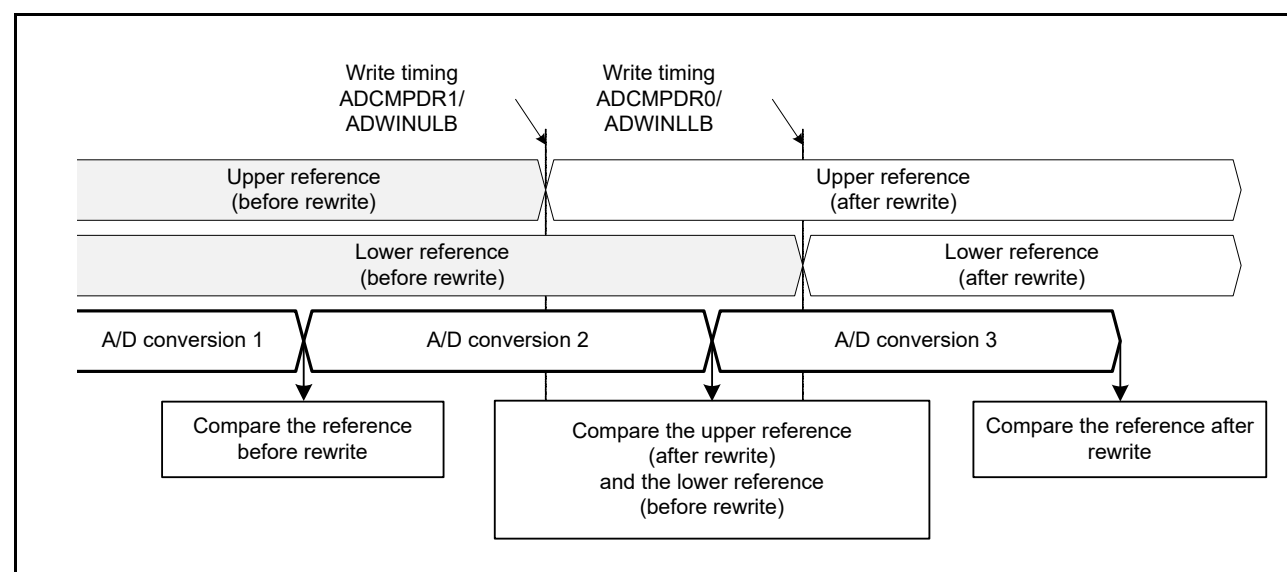 Write timing
ADCMPDR1/
ADWINULB
Write timing
ADCMPDR0/
ADWINLLB
Upper reference
(before rewrite)
Upper reference
(after rewrite)
Lower reference
(before rewrite)
Lower reference
(after rewrite)
A/D conversion 1
A/D conversion 2
A/D conversion 3
Compare the reference
before rewrite
Compare the upper reference
(after rewrite)
and the lower reference
(before rewrite)
Compare the reference after
rewrite